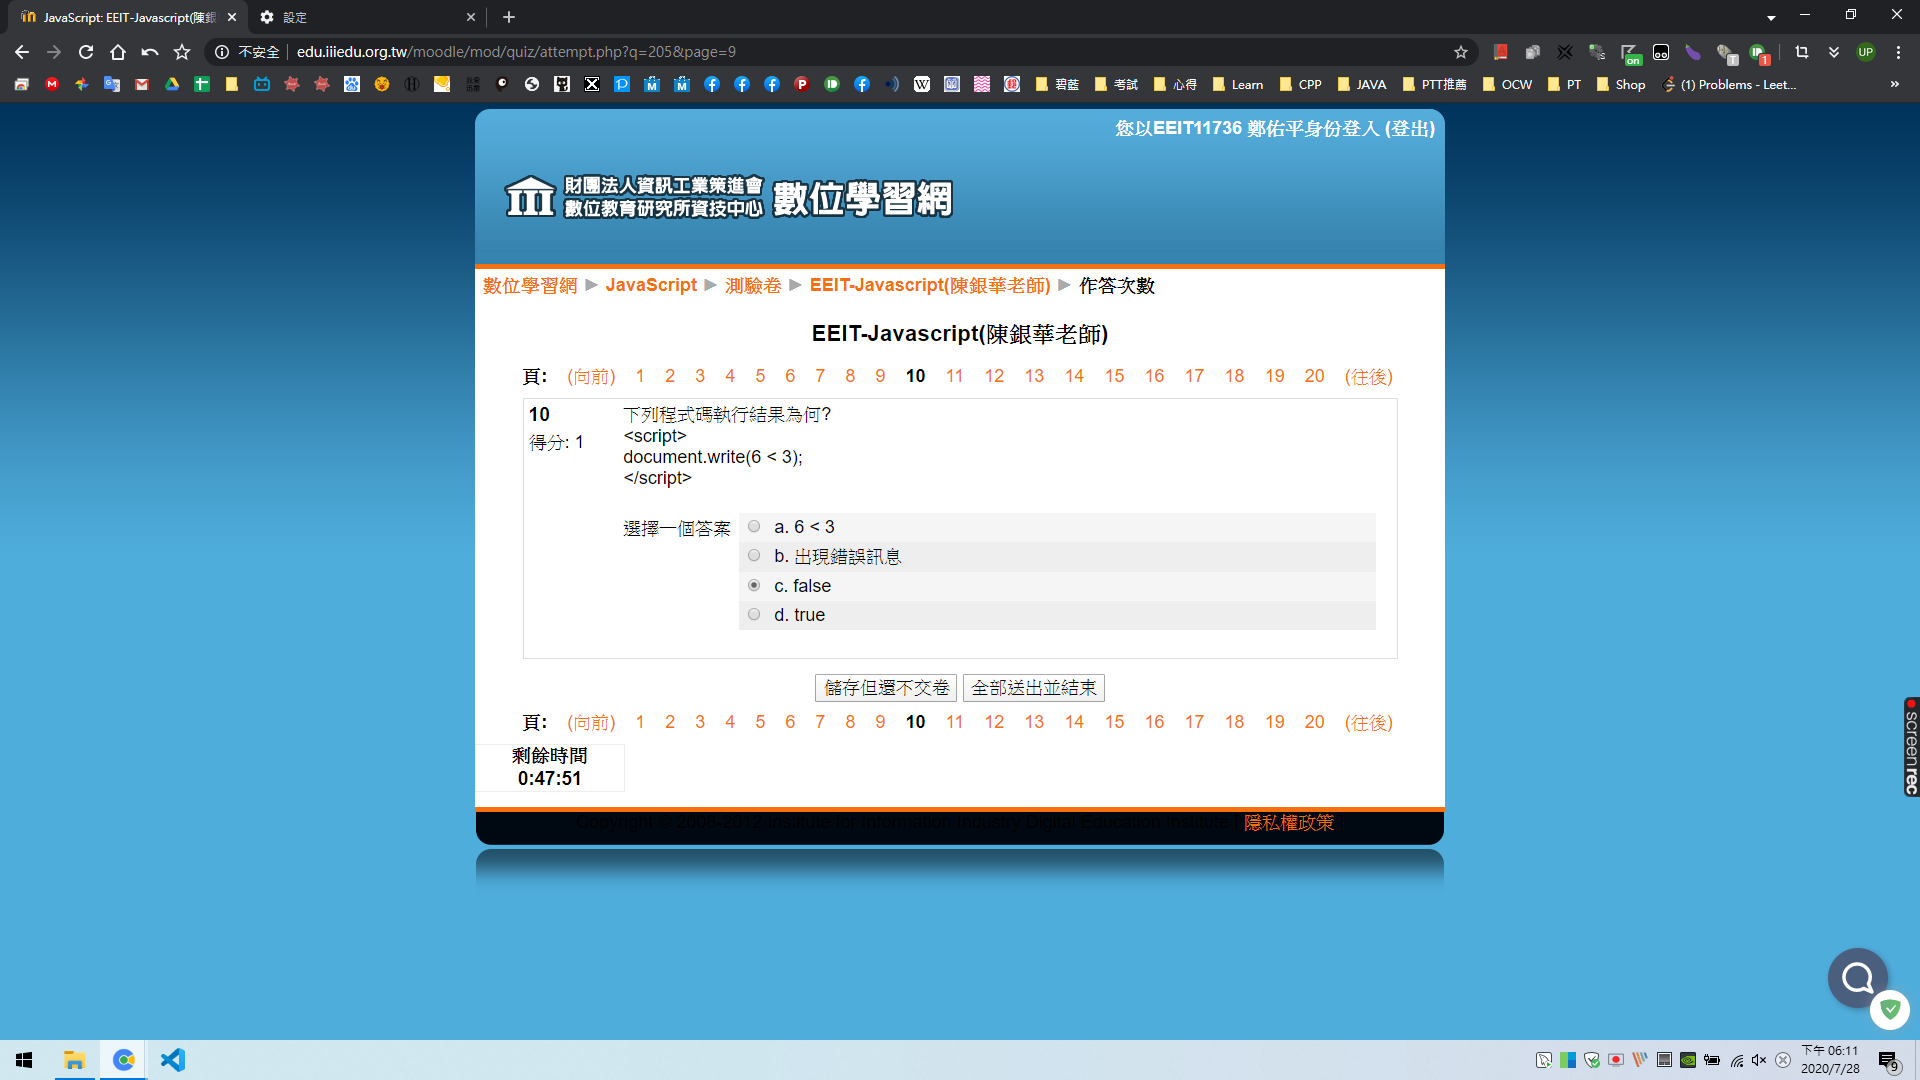 JavaScript: EEIT-Javascript(陳銀
設定
不安全
edu.iiiedu.org.tw/moodle/mod/quiz/attempt.php?q=205&page=9
碧藍
考試
心得
Learn
CPP
JAVA
PTT推薦
OCW
PT
Shop
(1) Problems - Leet...
您以EEIT11736 鄭佑平身份登入 (登出)
財團法人資訊工業策進會
數位教育研究所資技中心
數位學習網
數位學習網 ► JavaScript ► 測驗卷 ► EEIT-Javascript(陳銀華老師) ► 作答次數
EEIT-Javascript(陳銀華老師)
頁: (向前) 1 2 3 4 5 6 7 8 9 10 11 12 13 14 15 16 17 18 19 20 (往後)
10
得分: 1
下列程式碼執行結果為何?
<script>
document.write(6 < 3);
</script>
選擇一個答案
a. 6 < 3
b. 出現錯誤訊息
c. false
d. true
儲存但還不交卷
全部送出並結束
頁: (向前) 1 2 3 4 5 6 7 8 9 10 11 12 13 14 15 16 17 18 19 20 (往後)
剩餘時間
0:47:51
Copyright © 2008-2012 Institute for Information Industry Digital Education Institute | 隱私權政策
screenrec
下午 06:11
2020/7/28
9